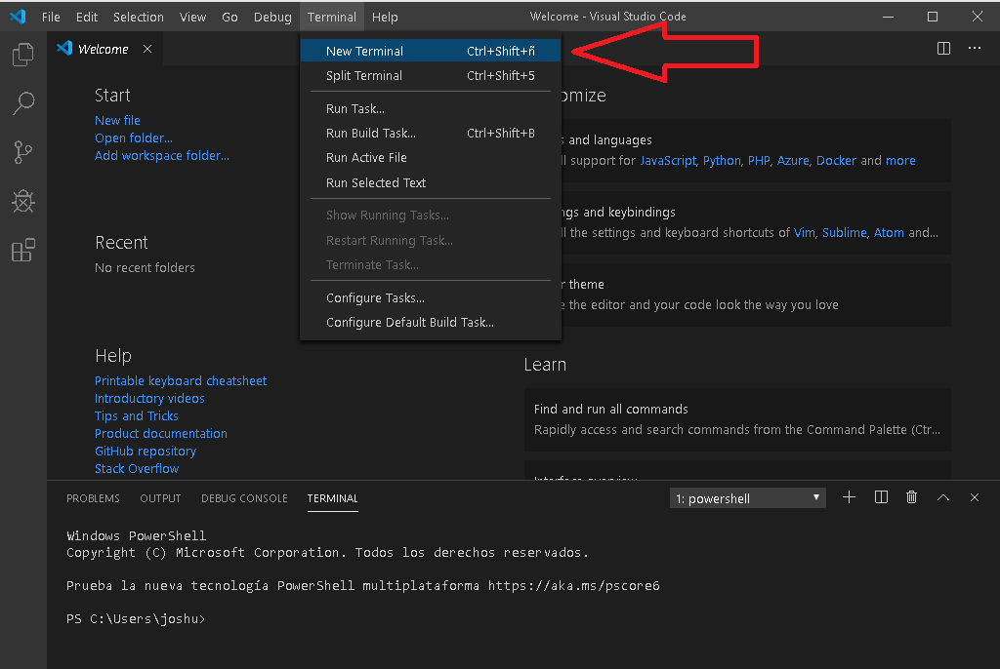 File Edit Selection View Go Debug Terminal Help Welcome - Visual Studio Code
Welcome
New Terminal Ctrl+Shift+ñ
Split Terminal Ctrl+Shift+5
Run Task...
Run Build Task... Ctrl+Shift+B
Run Active File
Run Selected Text
Show Running Tasks...
Restart Running Task...
Terminate Task...
Configure Tasks...
Configure Default Build Task...
Start
New file
Open folder...
Add workspace folder...
Recent
No recent folders
Help
Printable keyboard cheatsheet
Introductory videos
Tips and Tricks
Product documentation
GitHub repository
Stack Overflow
omize
s and languages
ll support for JavaScript, Python, PHP, Azure, Docker and more
ngs and keybindings
ll the settings and keyboard shortcuts of Vim, Sublime, Atom and...
r theme
e the editor and your code look the way you love
Learn
Find and run all commands
Rapidly access and search commands from the Command Palette (Ctr...
Interface overview
PROBLEMS OUTPUT DEBUG CONSOLE TERMINAL 1: powershell
Windows PowerShell
Copyright (C) Microsoft Corporation. Todos los derechos reservados.
Prueba la nueva tecnología PowerShell multiplataforma https://aka.ms/pscore6
PS C:\Users\joshu>